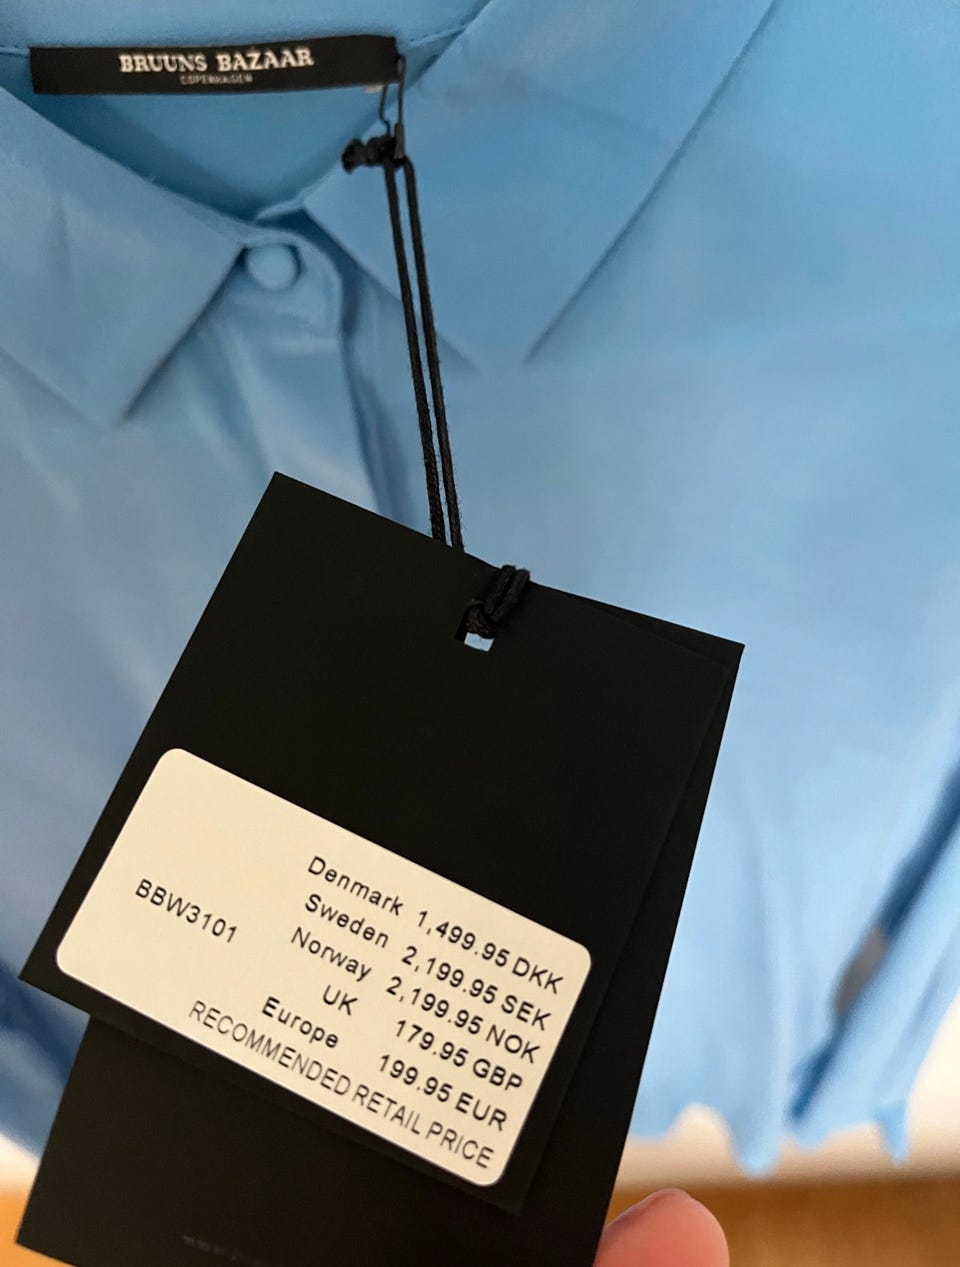 BRUUNS BAZAAR
COPENHAGEN
BBW3101
Denmark 1,499.95 DKK
Sweden 2,199.95 SEK
Norway 2,199.95 NOK
UK 179.95 GBP
Europe 199.95 EUR
RECOMMENDED RETAIL PRICE